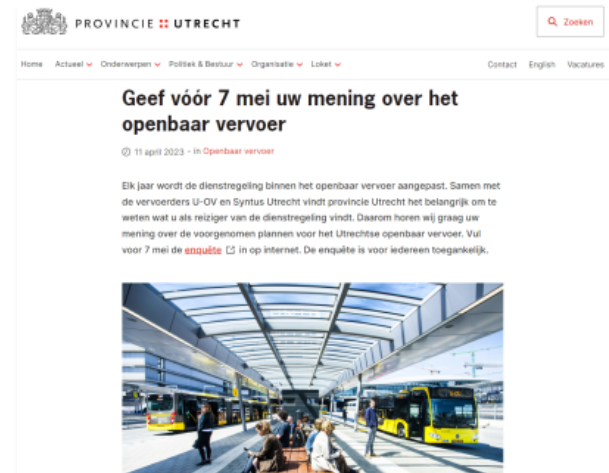 PROVINCIE UTRECHT
Zoeken
Home Actueel Onderwerpen Politiek & Bestuur Organisatie Loket Contact English Vacatures
Geef vóór 7 mei uw mening over het
openbaar vervoer
11 april 2023 - in Openbaar vervoer
Elk jaar wordt de dienstregeling binnen het openbaar vervoer aangepast. Samen met
de vervoerders U-OV en Syntus Utrecht vindt provincie Utrecht het belangrijk om te
weten wat u als reiziger van de dienstregeling vindt. Daarom horen wij graag uw
mening over de voorgenomen plannen voor het Utrechtse openbaar vervoer. Vul
voor 7 mei de enquête in op internet. De enquête is voor iedereen toegankelijk.